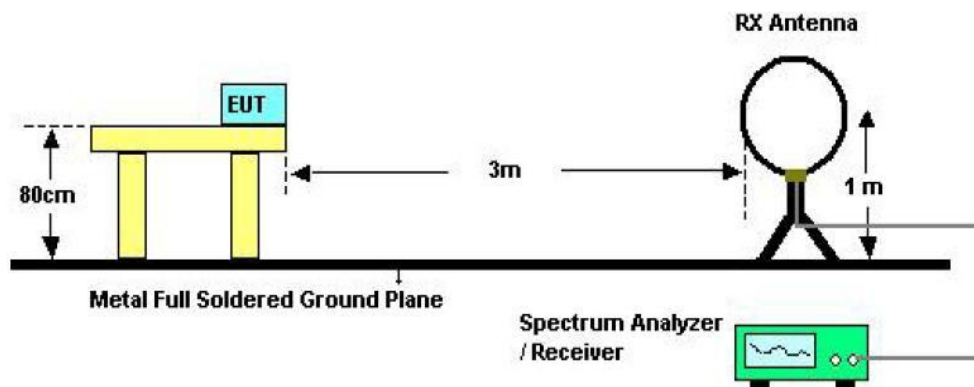 RX Antenna
EUT
80cm
3m
1 m
Metal Full Soldered Ground Plane
Spectrum Analyzer
/ Receiver